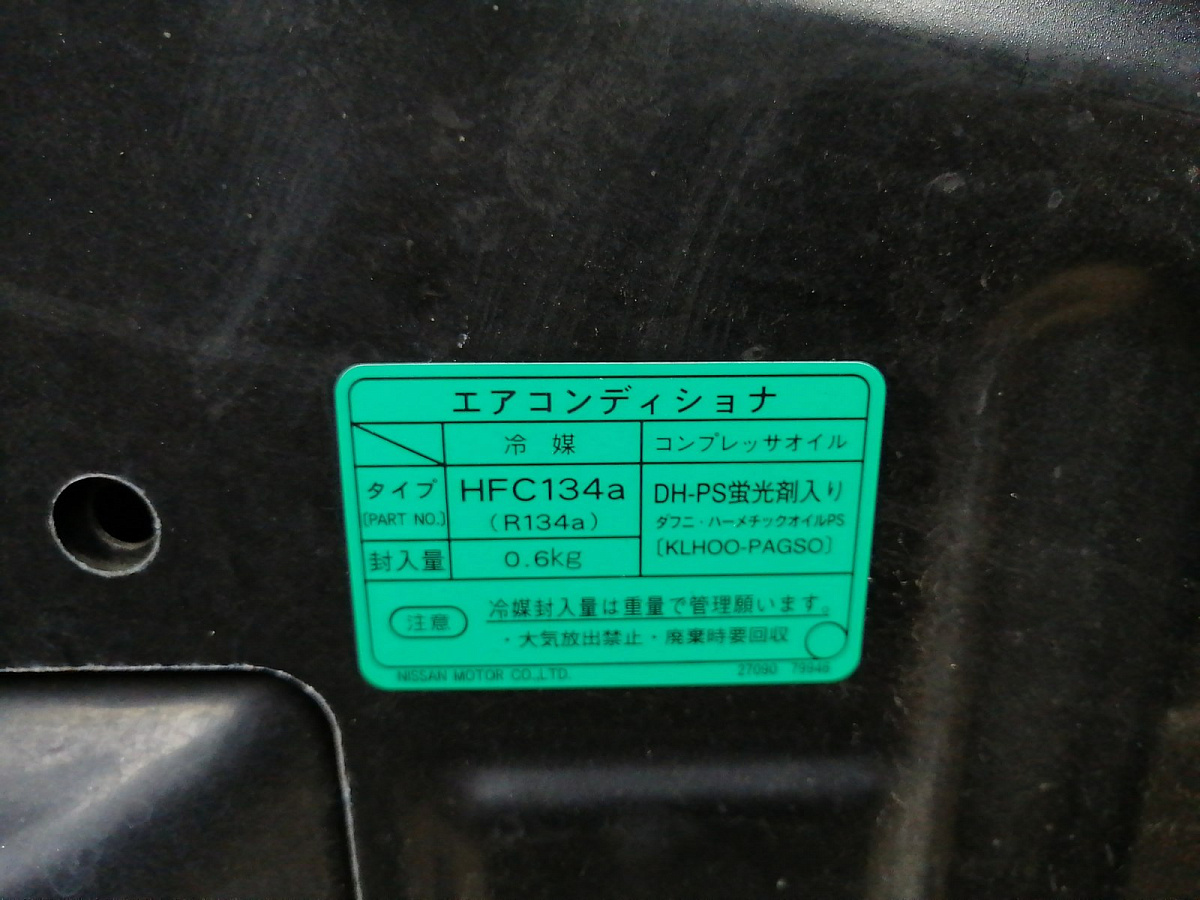 エアコンディショナ
冷媒 コンプレッサオイル
タイプ HFC134a DH-PS蛍光剤入り
[PART NO.] (R134a) ダフニ・ハーメチックオイルPS
封入量 0.6kg [KLHOO-PAGSO]
注意 冷媒封入量は重量で管理願います。
・大気放出禁止・廃棄時要回収
NISSAN MOTOR CO.,LTD. 27090 79948